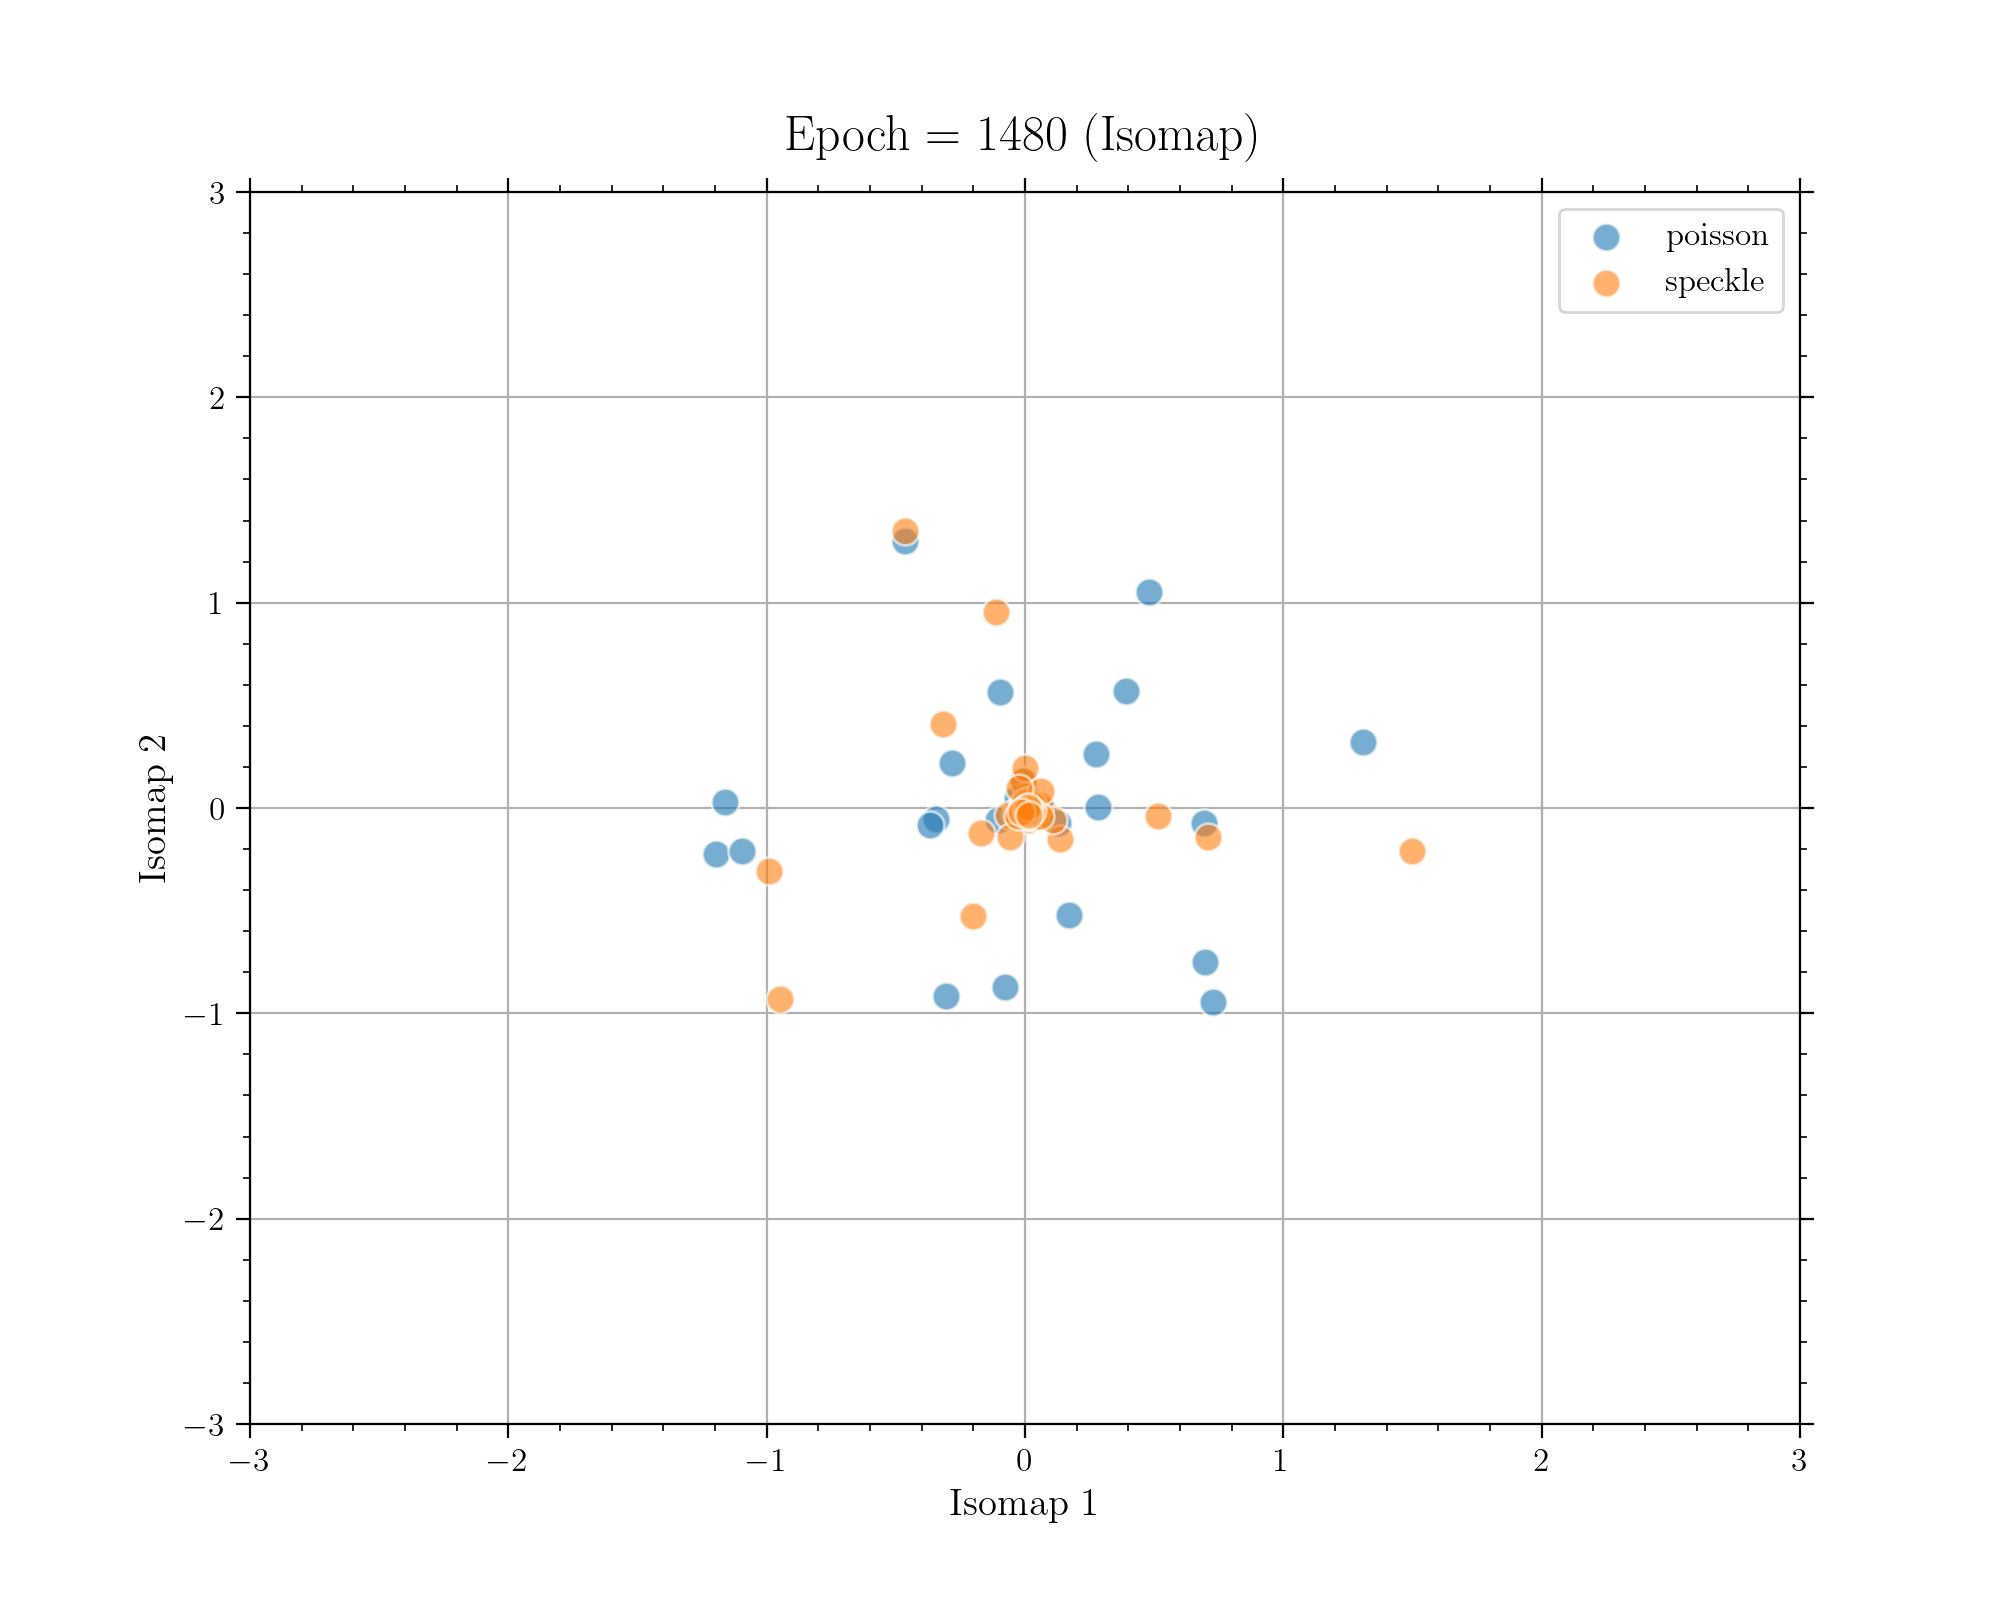 Epoch = 1480 (Isomap)
poisson
speckle
3
2
1
0
−1
−2
−3
Isomap 2
−3
−2
−1
0
1
2
3
Isomap 1